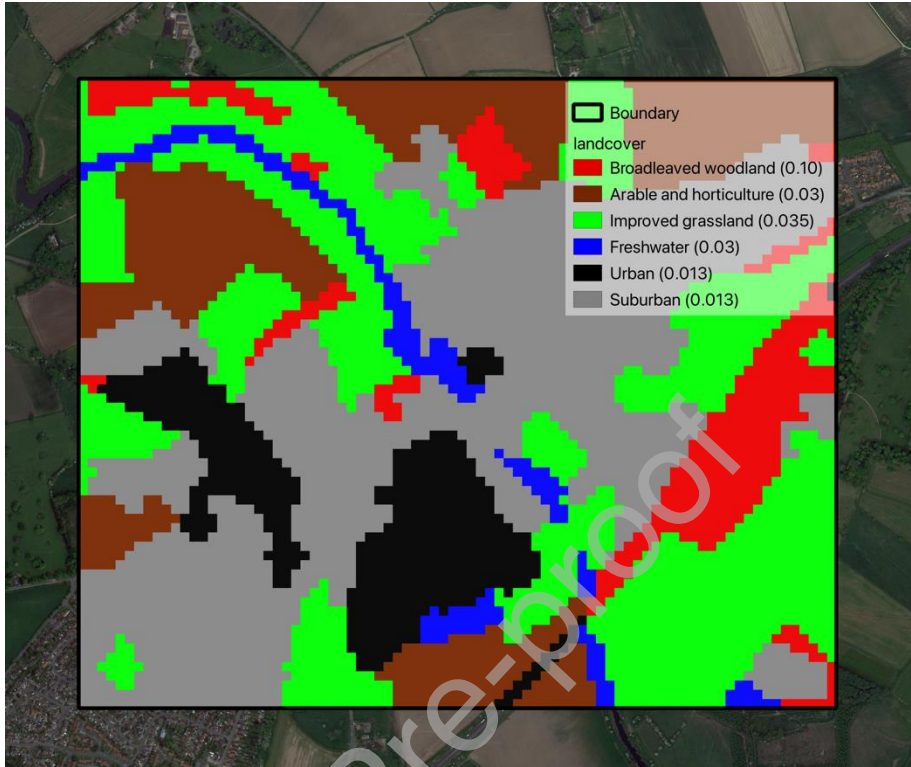 Boundary
landcover
Broadleaved woodland (0.10)
Arable and horticulture (0.03)
Improved grassland (0.035)
Freshwater (0.03)
Urban (0.013)
Suburban (0.013)
Pre-proof